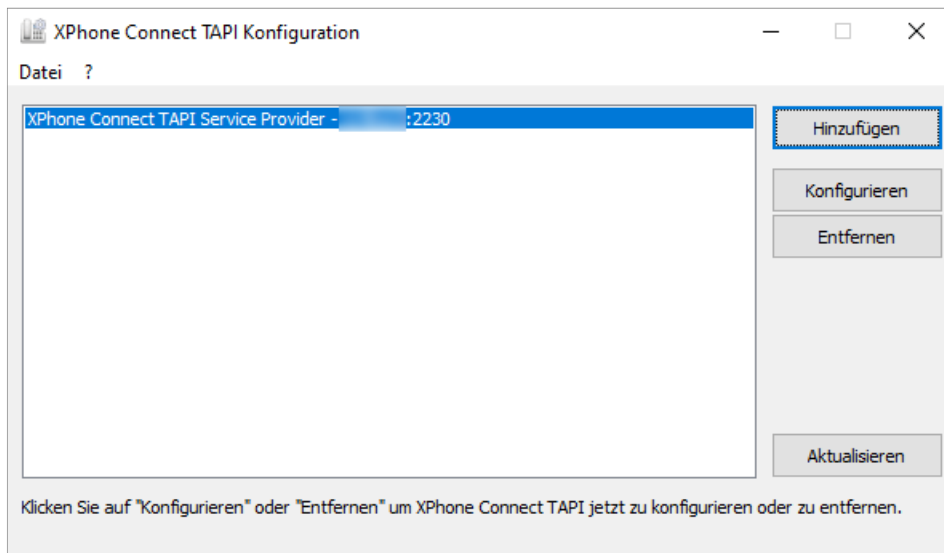 XPhone Connect TAPI Konfiguration
Datei ?
XPhone Connect TAPI Service Provider - :2230
Hinzufügen
Konfigurieren
Entfernen
Aktualisieren
Klicken Sie auf "Konfigurieren" oder "Entfernen" um XPhone Connect TAPI jetzt zu konfigurieren oder zu entfernen.